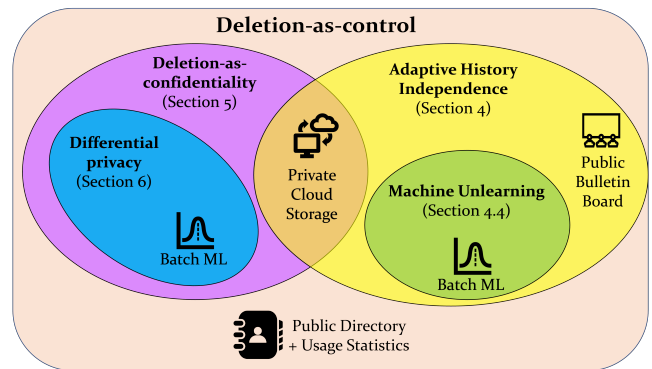 Deletion-as-control
Deletion-as-
confidentiality
(Section 5)
Adaptive History
Independence
(Section 4)
Differential
privacy
(Section 6)
Private
Cloud
Storage
Public
Bulletin
Board
Machine Unlearning
(Section 4.4)
Batch ML
Batch ML
Public Directory
+ Usage Statistics